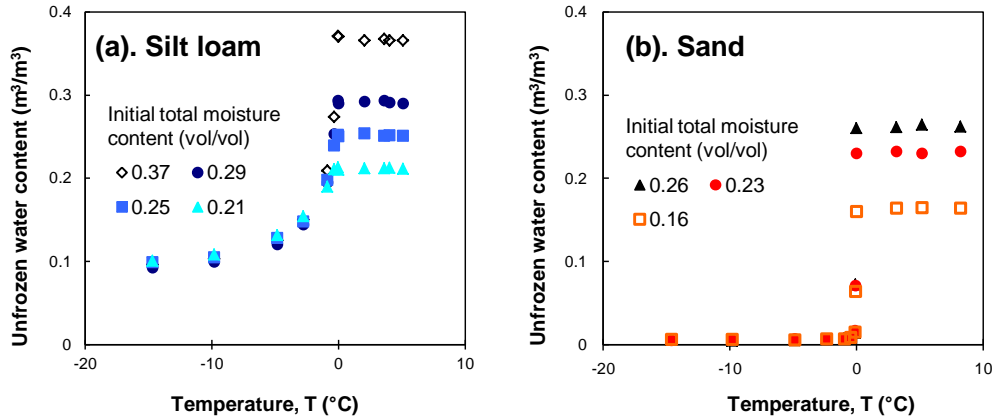 (a). Silt loam
Unfrozen water content (m³/m³)
0.4
0.3
0.2
0.1
0
Initial total moisture
content (vol/vol)
0.37
0.29
0.25
0.21
-20
-10
0
10
Temperature, T (°C)
(b). Sand
Unfrozen water content (m³/m³)
0.4
0.3
0.2
0.1
0
Initial total moisture
content (vol/vol)
0.26
0.23
0.16
-20
-10
0
10
Temperature, T (°C)